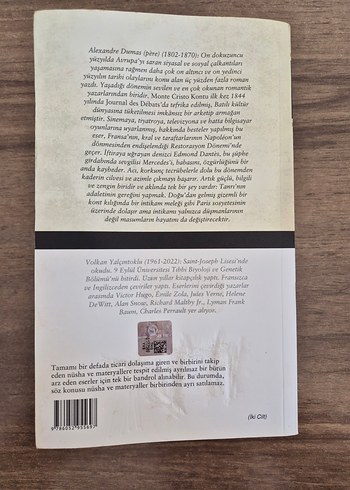 Alexandre Dumas (père) (1802-1870); On dokuzuncu
yüzyılda Avrupa'yı saran siyasal ve sosyal çalkantıları
yaşamasına rağmen daha çok on altıncı ve on yedinci
yüzyılın tarihi olaylarını konu alan üç yüzden fazla roman
yazdı. Yaşadığı dönemin sevilen ve en çok okunan romantik
yazarlarından biridir. Monte Cristo Kontu ilk kez 1844
yılında Journal des Débats'da tefrika edilmiş, Batılı kültür
dünyasınca tüketilmesi imkânsız bir arketip armağan
etmiştir. Sinemaya, tiyatroya, televizyona ve hatta bilgisayar
oyunlarına uyarlanmış, hakkında besteler yapılmış bu
eser, Fransa'nın, kral ve taraftarlarının Napoléon'un
dönmesinden endişelendiği Restorasyon Dönemi'nde
geçer. İftiraya uğrayan denizci Edmond Dantès, bu şüphe
girdabında sevgilisi Mercedès'i, babasını, özgürlüğünü bir
anda kaybeder. Acı, korkunç tecrübelerle dolu bu dönemden
kaderin cilvesi ve azimle çıkmayı başarır. Artık güçlü, bilgili
ve zengin biridir ve aklında tek bir şey vardır: Tanrı'nın
adaletinin gereğini yapmak. Doğu'dan gelmiş gizemli bir
kont kılığında bir intikam meleği gibi Paris sosyetesinin
üzerinde dolaşır ama intikamı yalnızca düşmanlarının
değil masumların hayatını da değiştirecektir.
Volkan Yalçıntoklu (1961-2022): Saint-Joseph Lisesi'nde
okudu. 9 Eylül Üniversitesi Tıbbi Biyoloji ve Genetik
Bölümü'nü bitirdi. Uzun yıllar kitapçılık yaptı. Fransızca
ve İngilizceden çeviriler yaptı. Eserlerini çevirdiği yazarlar
arasında Victor Hugo, Émile Zola, Jules Verne, Helene
DeWitt, Alan Snow, Richard Maltby Jr., Lyman Frank
Baum, Charles Perrault yer alıyor.
Tamamı bir defada ticari dolaşıma giren ve birbirini takip
eden nüsha ve materyallere tespit edilmiş ayrılmaz bir bütün
arz eden eserler için tek bir bandrol alınabilir. Bu durumda,
söz konusu nüsha ve materyaller birbirinden ayrı satılamaz.
(İki Cilt)